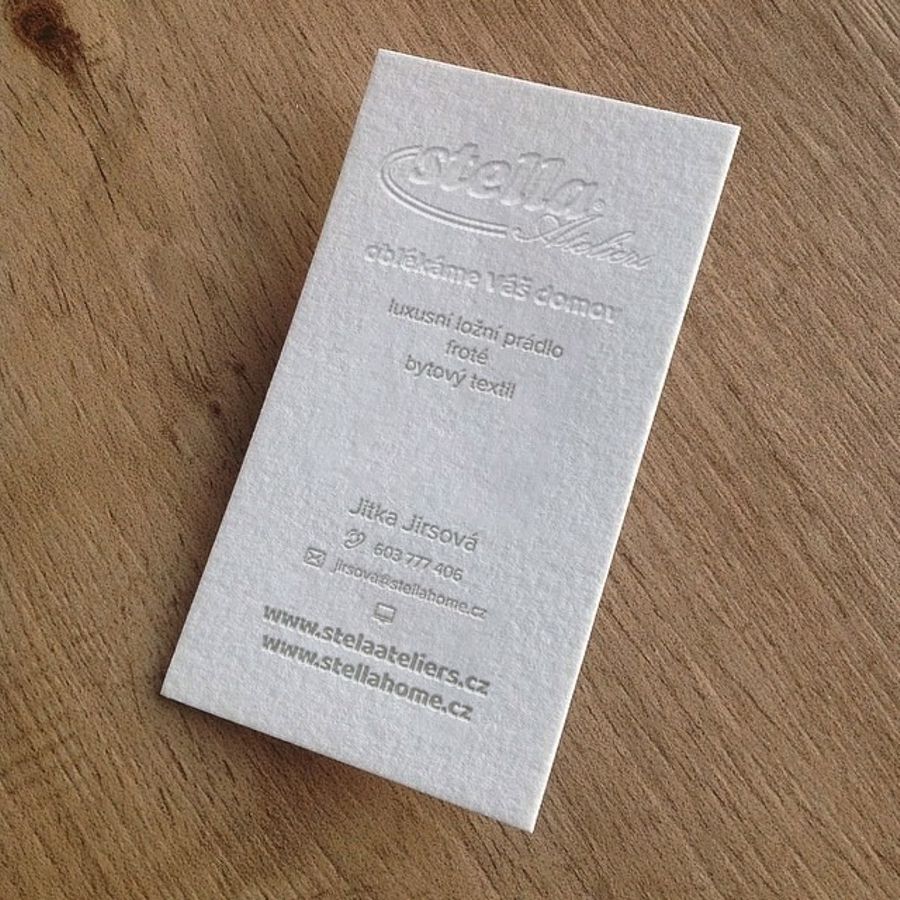 stella
Ateliers
oblékáme Váš domov
luxusní ložní prádlo
froté
bytový textil
Jitka Jirsová
603 777 406
jirsova@stellahome.cz
www.stelaateliers.cz
www.stellahome.cz